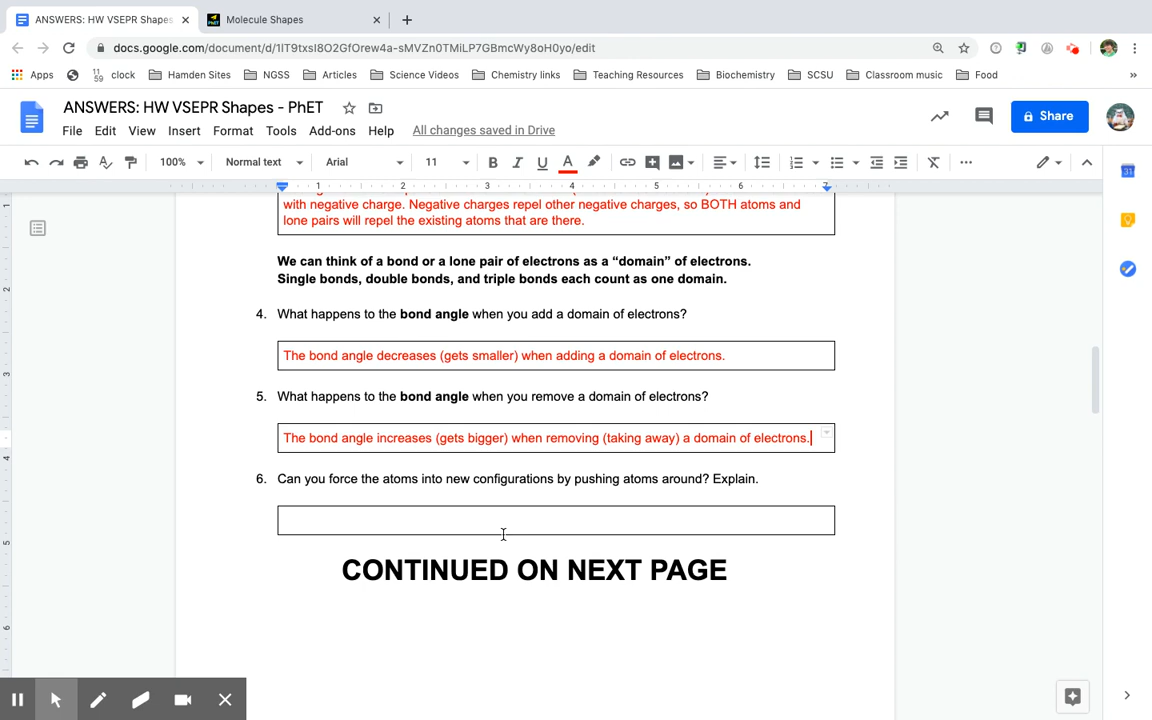 ANSWERS: HW VSEPR Shapes
Molecule Shapes
docs.google.com/document/d/1IT9txsI8O2GfOrew4a-sMVZn0TMiLP7GBmcWy8oH0yo/edit
Apps
11
59
clock
Hamden Sites
NGSS
Articles
Science Videos
Chemistry links
Teaching Resources
Biochemistry
SCSU
Classroom music
Food
»
ANSWERS: HW VSEPR Shapes - PhET
File Edit View Insert Format Tools Add-ons Help All changes saved in Drive
Share
100% Normal text Arial 11 B I U A
1 2 3 4 5 6 7
with negative charge. Negative charges repel other negative charges, so BOTH atoms and
lone pairs will repel the existing atoms that are there.
We can think of a bond or a lone pair of electrons as a “domain” of electrons.
Single bonds, double bonds, and triple bonds each count as one domain.
4. What happens to the bond angle when you add a domain of electrons?
The bond angle decreases (gets smaller) when adding a domain of electrons.
5. What happens to the bond angle when you remove a domain of electrons?
The bond angle increases (gets bigger) when removing (taking away) a domain of electrons.
6. Can you force the atoms into new configurations by pushing atoms around? Explain.
CONTINUED ON NEXT PAGE